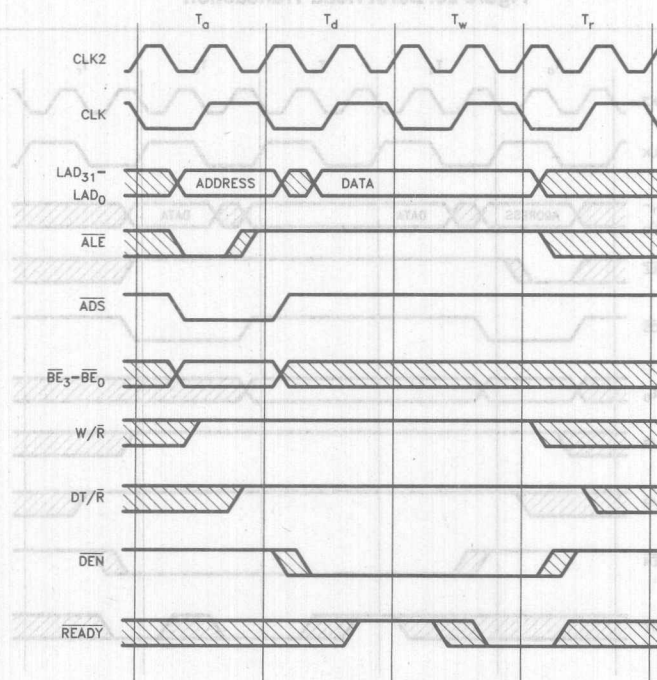 Ta Td Tw Tr
CLK2
CLK
LAD31–
LAD0
ADDRESS DATA
ALE
ADS
BE3–BE0
W/R
DT/R
DEN
READY